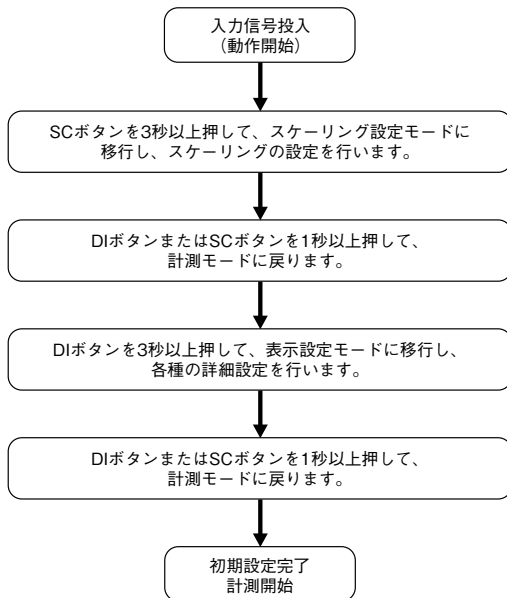 入力信号投入
（動作開始）
SCボタンを3秒以上押して、スケーリング設定モードに
移行し、スケーリングの設定を行います。
DIボタンまたはSCボタンを1秒以上押して、
計測モードに戻ります。
DIボタンを3秒以上押して、表示設定モードに移行し、
各種の詳細設定を行います。
DIボタンまたはSCボタンを1秒以上押して、
計測モードに戻ります。
初期設定完了
計測開始